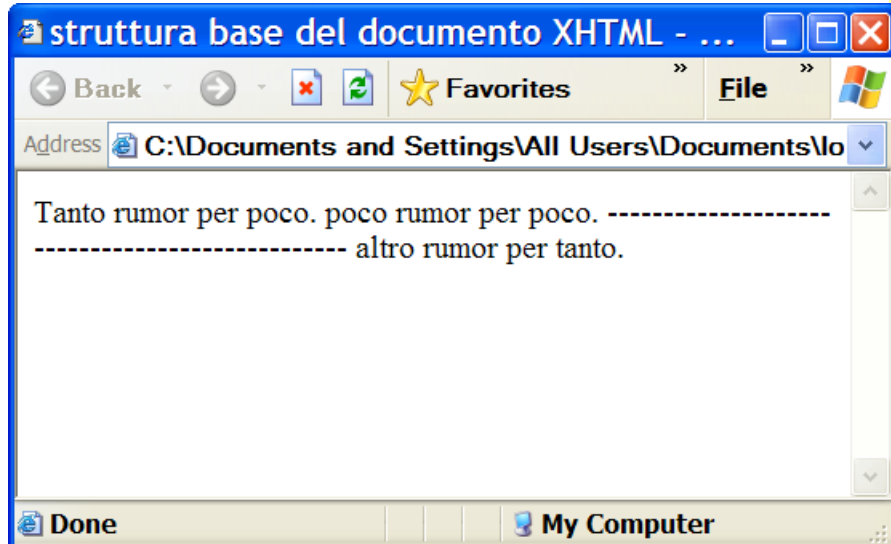 struttura base del documento XHTML - ...
Back » Favorites » File
Address C:\Documents and Settings\All Users\Documents\lo
Tanto rumor per poco. poco rumor per poco. --------------------
---------------------------- altro rumor per tanto.
Done My Computer